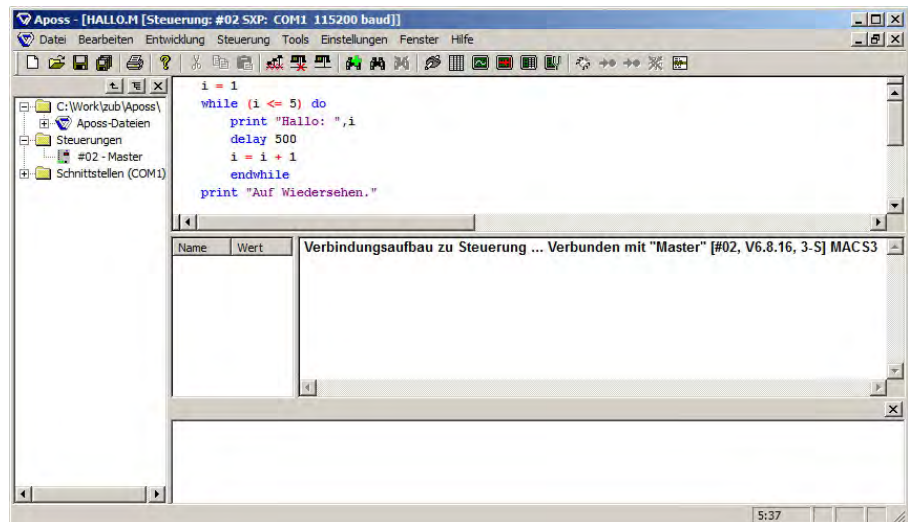 Aposs - [HALLO.M [Steuerung: #02 SXP: COM1 115200 baud]]
Datei Bearbeiten Entwicklung Steuerung Tools Einstellungen Fenster Hilfe
C:\Work\zub\Aposs\
Aposs-Dateien
Steuerungen
#02 - Master
Schnittstellen (COM1)
i = 1
while (i <= 5) do
print "Hallo: ",i
delay 500
i = i + 1
endwhile
print "Auf Wiedersehen."
Name Wert
Verbindungsaufbau zu Steuerung ... Verbunden mit "Master" [#02, V6.8.16, 3-S] MACS3
5:37